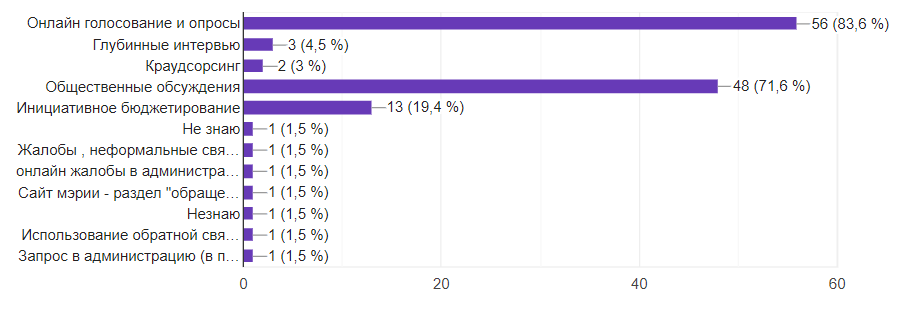 Онлайн голосование и опросы 56 (83,6 %)
Глубинные интервью 3 (4,5 %)
Краудсорсинг 2 (3 %)
Общественные обсуждения 48 (71,6 %)
Инициативное бюджетирование 13 (19,4 %)
Не знаю 1 (1,5 %)
Жалобы , неформальные свя… 1 (1,5 %)
онлайн жалобы в администра… 1 (1,5 %)
Сайт мэрии - раздел "обраще… 1 (1,5 %)
Незнаю 1 (1,5 %)
Использование обратной свя… 1 (1,5 %)
Запрос в администрацию (в п… 1 (1,5 %)
0 20 40 60